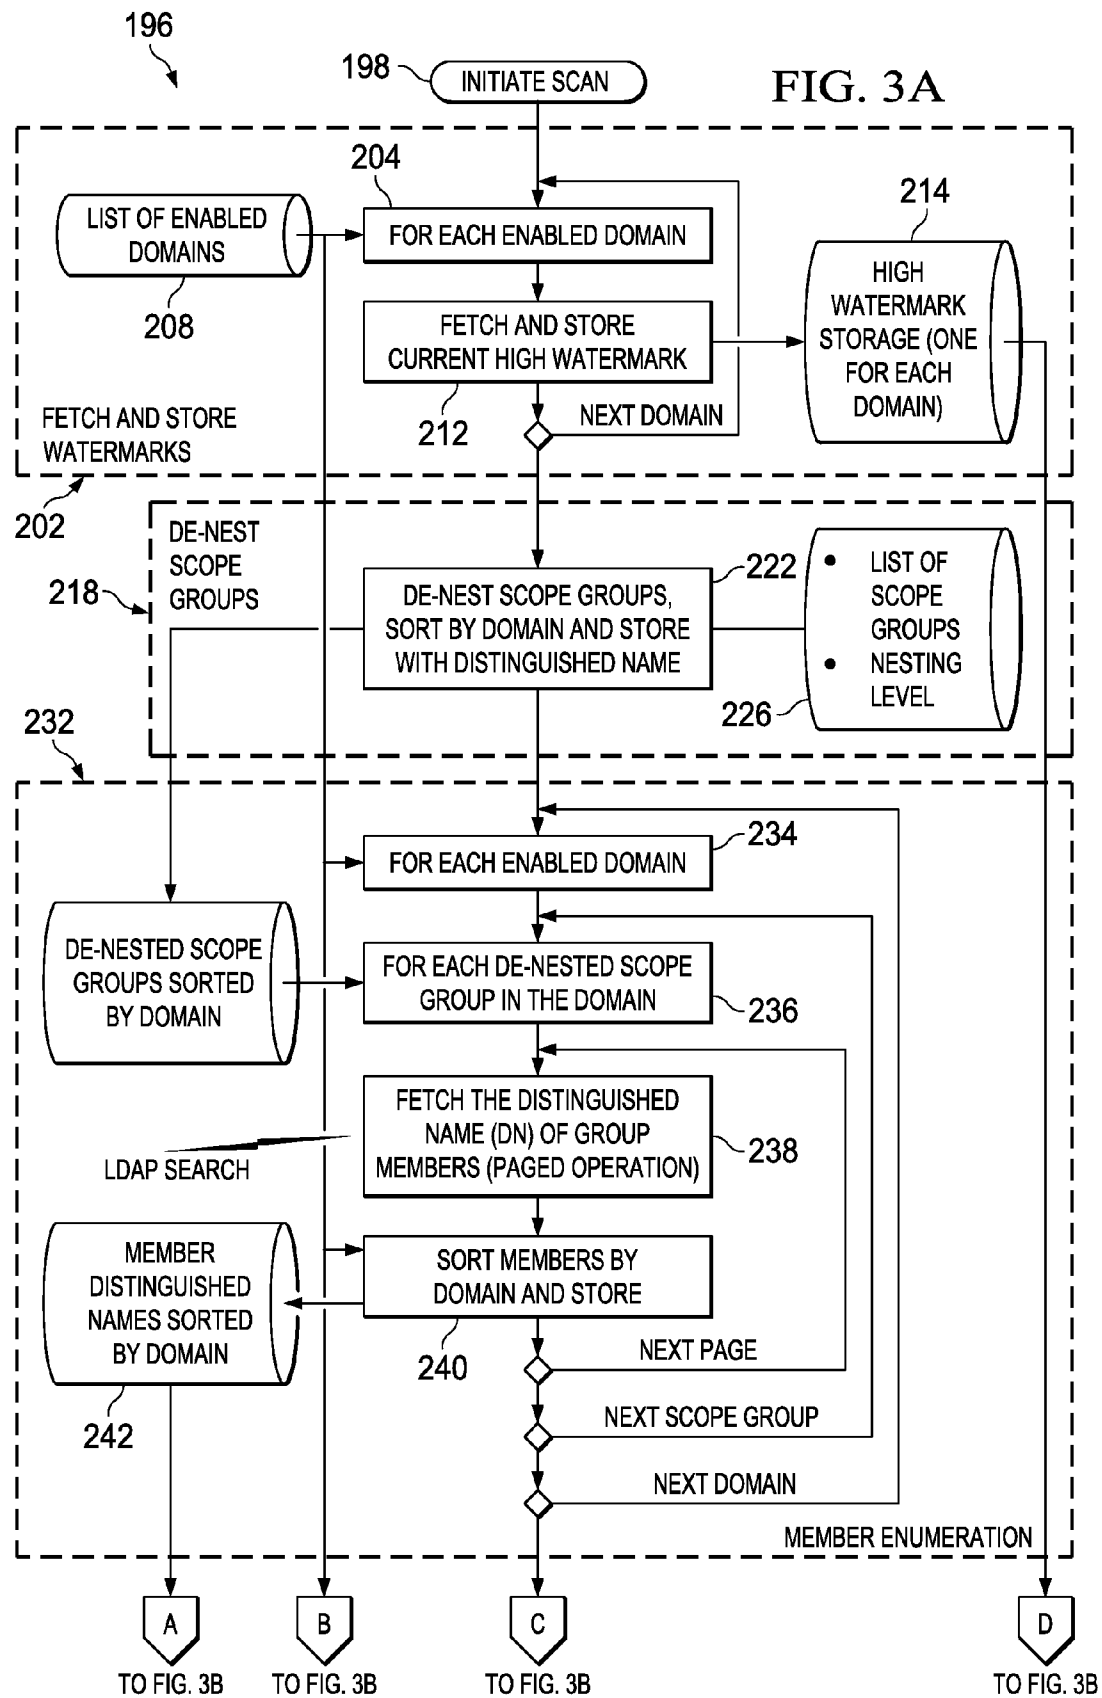 196
198
INITIATE SCAN
FIG. 3A
204
LIST OF ENABLED
DOMAINS
208
FOR EACH ENABLED DOMAIN
214
HIGH
WATERMARK
STORAGE (ONE
FOR EACH
DOMAIN)
FETCH AND STORE
CURRENT HIGH WATERMARK
212
NEXT DOMAIN
FETCH AND STORE
WATERMARKS
202
DE-NEST
SCOPE
GROUPS
218
222
DE-NEST SCOPE GROUPS,
SORT BY DOMAIN AND STORE
WITH DISTINGUISHED NAME
• LIST OF
SCOPE
GROUPS
• NESTING
LEVEL
226
232
234
FOR EACH ENABLED DOMAIN
DE-NESTED SCOPE
GROUPS SORTED
BY DOMAIN
FOR EACH DE-NESTED SCOPE
GROUP IN THE DOMAIN
236
FETCH THE DISTINGUISHED
NAME (DN) OF GROUP
MEMBERS (PAGED OPERATION)
238
LDAP SEARCH
MEMBER
DISTINGUISHED
NAMES SORTED
BY DOMAIN
242
SORT MEMBERS BY
DOMAIN AND STORE
240
NEXT PAGE
NEXT SCOPE GROUP
NEXT DOMAIN
MEMBER ENUMERATION
A
B
C
D
TO FIG. 3B
TO FIG. 3B
TO FIG. 3B
TO FIG. 3B